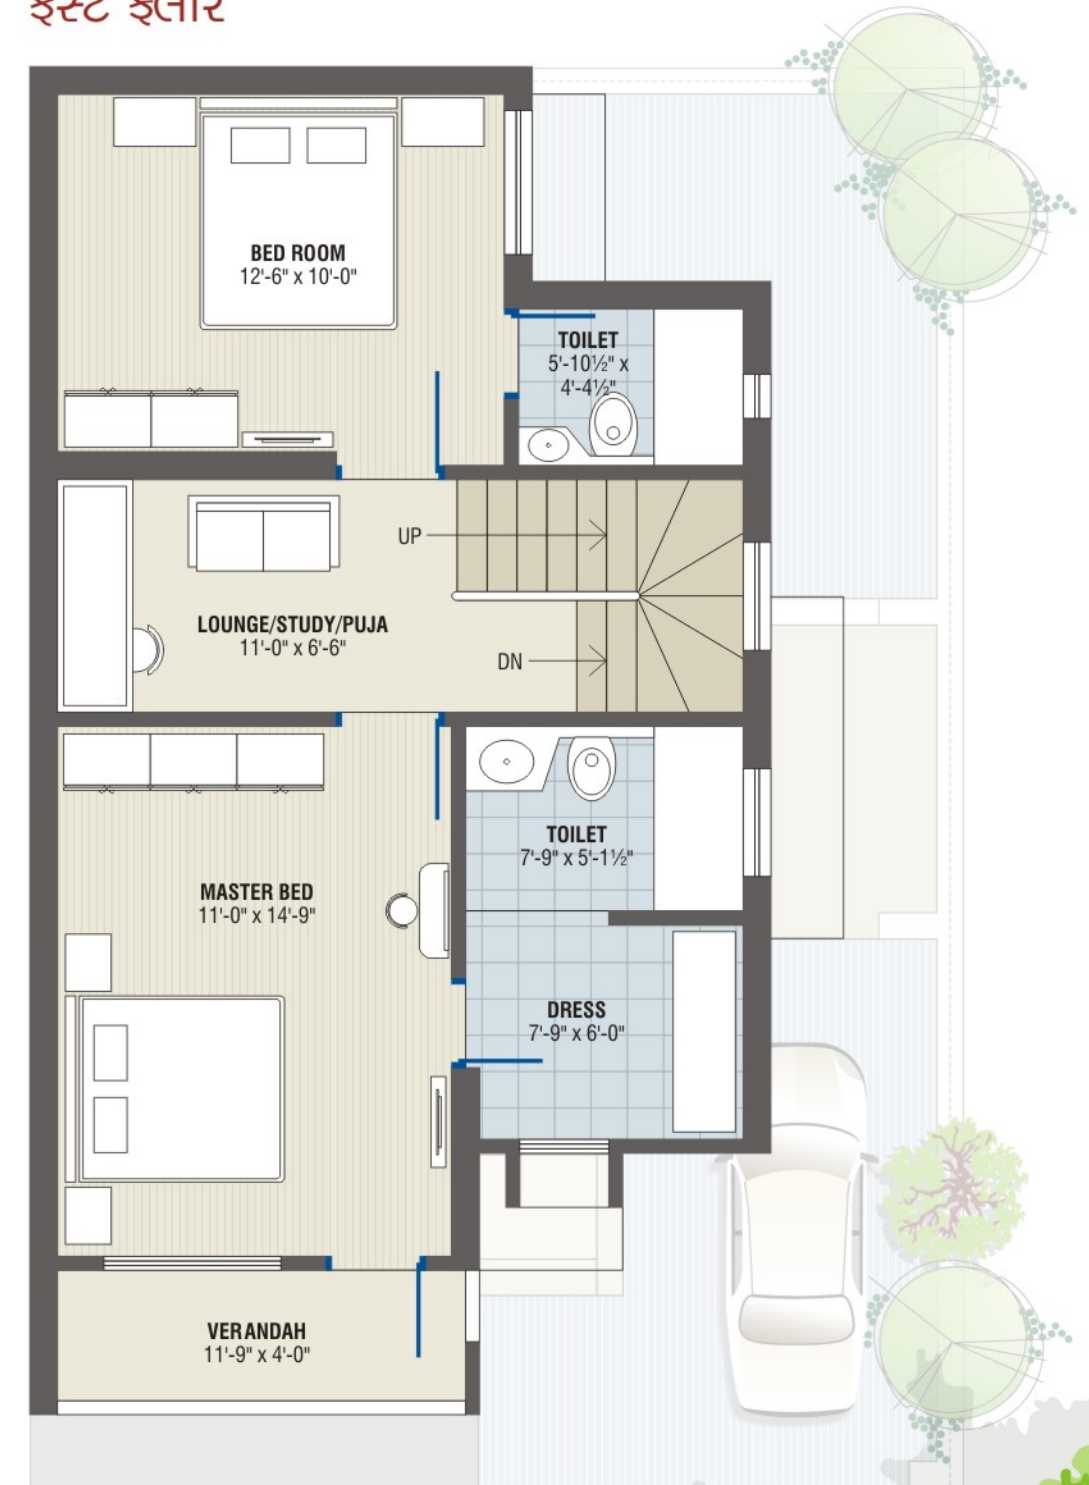 ફર્સ્ટ ફ્લોર
BED ROOM
12'-6" x 10'-0"
TOILET
5'-10½" x
4'-4½"
UP
LOUNGE/STUDY/PUJA
11'-0" x 6'-6"
DN
TOILET
7'-9" x 5'-1½"
MASTER BED
11'-0" x 14'-9"
DRESS
7'-9" x 6'-0"
VERANDAH
11'-9" x 4'-0"